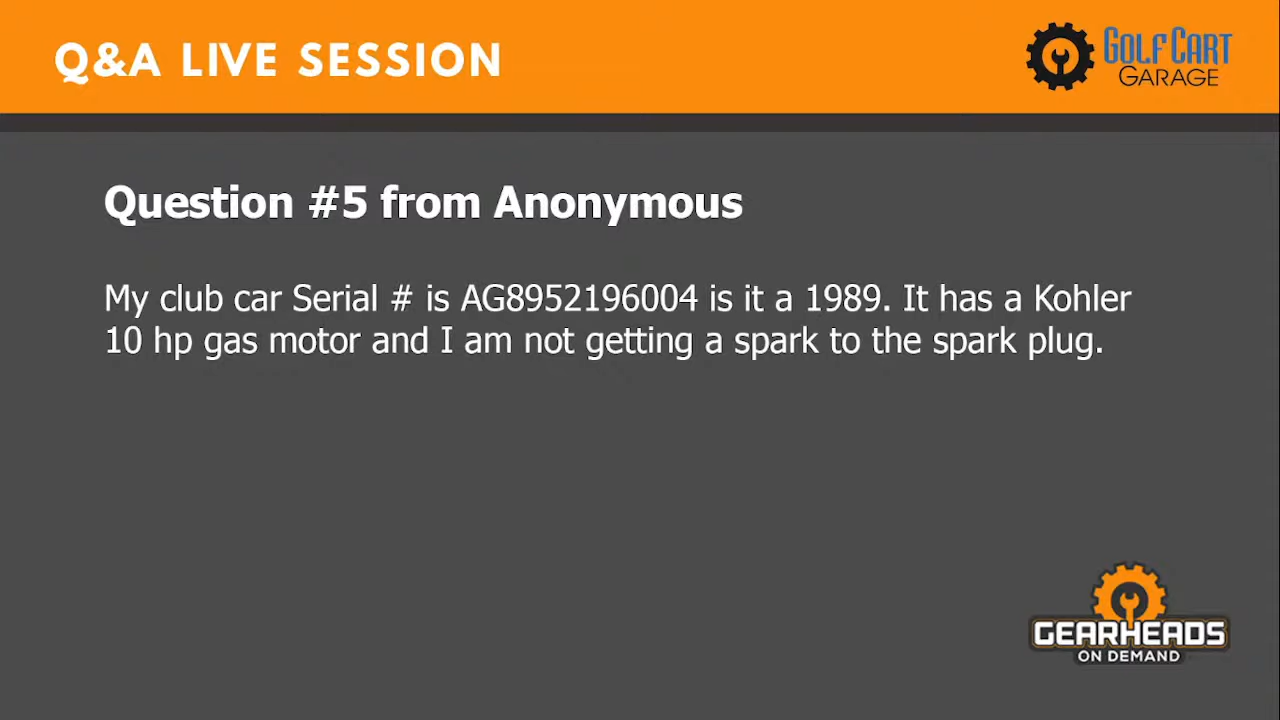 Q&A LIVE SESSION
GOLF CART
GARAGE
Question #5 from Anonymous
My club car Serial # is AG8952196004 is it a 1989. It has a Kohler
10 hp gas motor and I am not getting a spark to the spark plug.
GEARHEADS
ON DEMAND